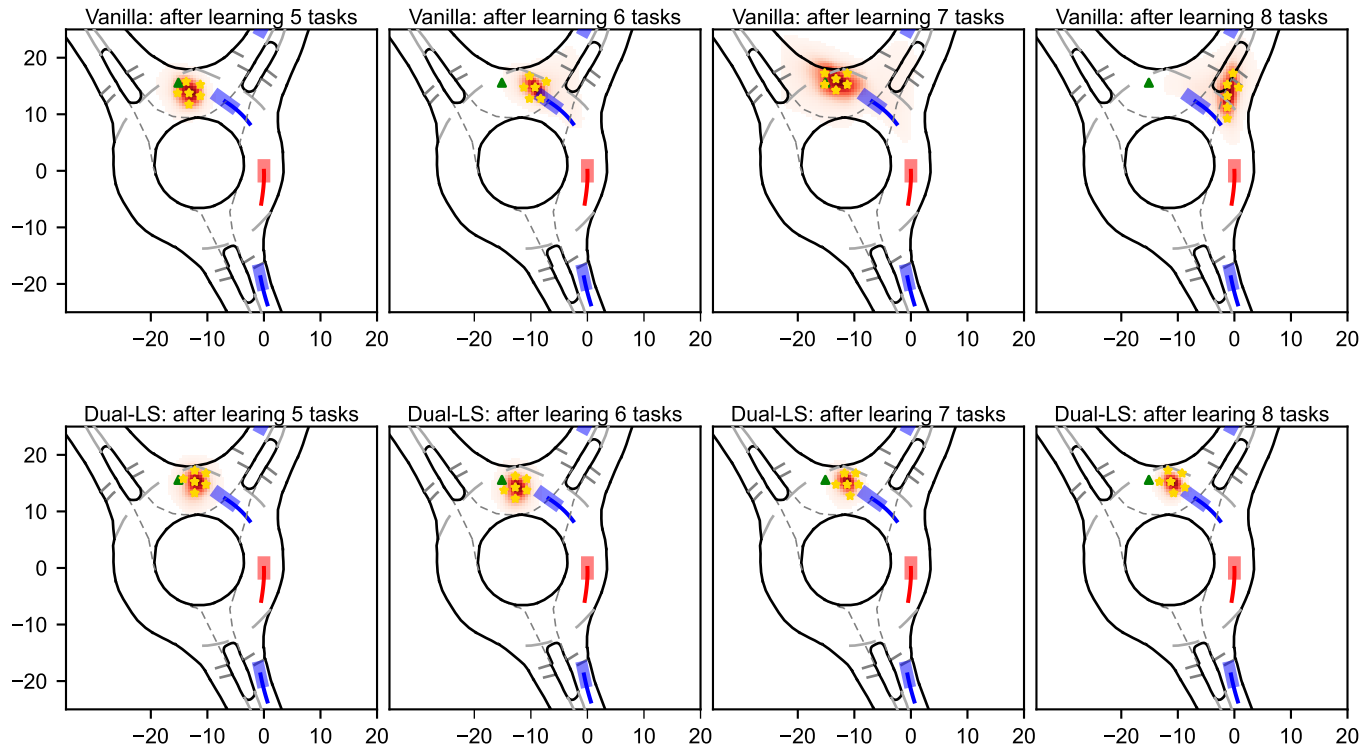 Vanilla: after learning 5 tasks
Vanilla: after learning 6 tasks
Vanilla: after learning 7 tasks
Vanilla: after learning 8 tasks
20
10
0
−10
−20
−20 −10 0 10 20
−20 −10 0 10 20
−20 −10 0 10 20
−20 −10 0 10 20
Dual-LS: after learing 5 tasks
Dual-LS: after learing 6 tasks
Dual-LS: after learing 7 tasks
Dual-LS: after learing 8 tasks
20
10
0
−10
−20
−20 −10 0 10 20
−20 −10 0 10 20
−20 −10 0 10 20
−20 −10 0 10 20